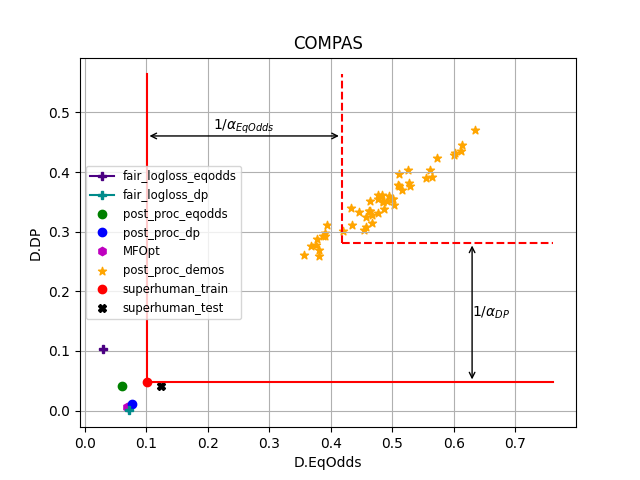 COMPAS
D.DP
0.5
0.4
0.3
0.2
0.1
0.0
1/α_EqOdds
1/α_DP
fair_logloss_eqodds
fair_logloss_dp
post_proc_eqodds
post_proc_dp
MFOpt
post_proc_demos
superhuman_train
superhuman_test
0.0 0.1 0.2 0.3 0.4 0.5 0.6 0.7
D.EqOdds